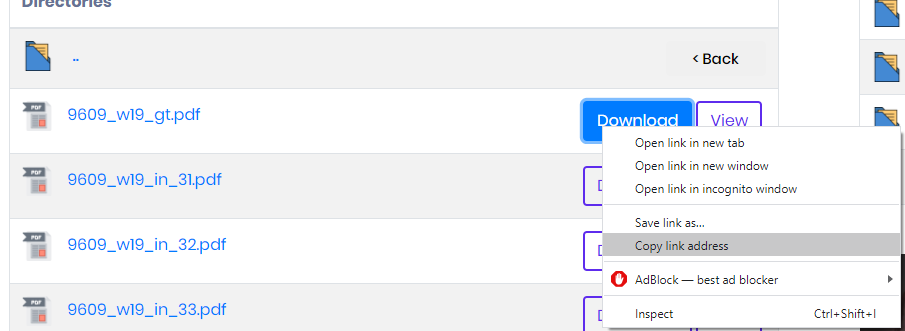 Directories
..
< Back
PDF
9609_w19_gt.pdf
Download
View
Open link in new tab
Open link in new window
Open link in incognito window
PDF
9609_w19_in_31.pdf
D
Save link as...
Copy link address
PDF
9609_w19_in_32.pdf
D
AdBlock — best ad blocker
PDF
9609_w19_in_33.pdf
D
Inspect
Ctrl+Shift+I